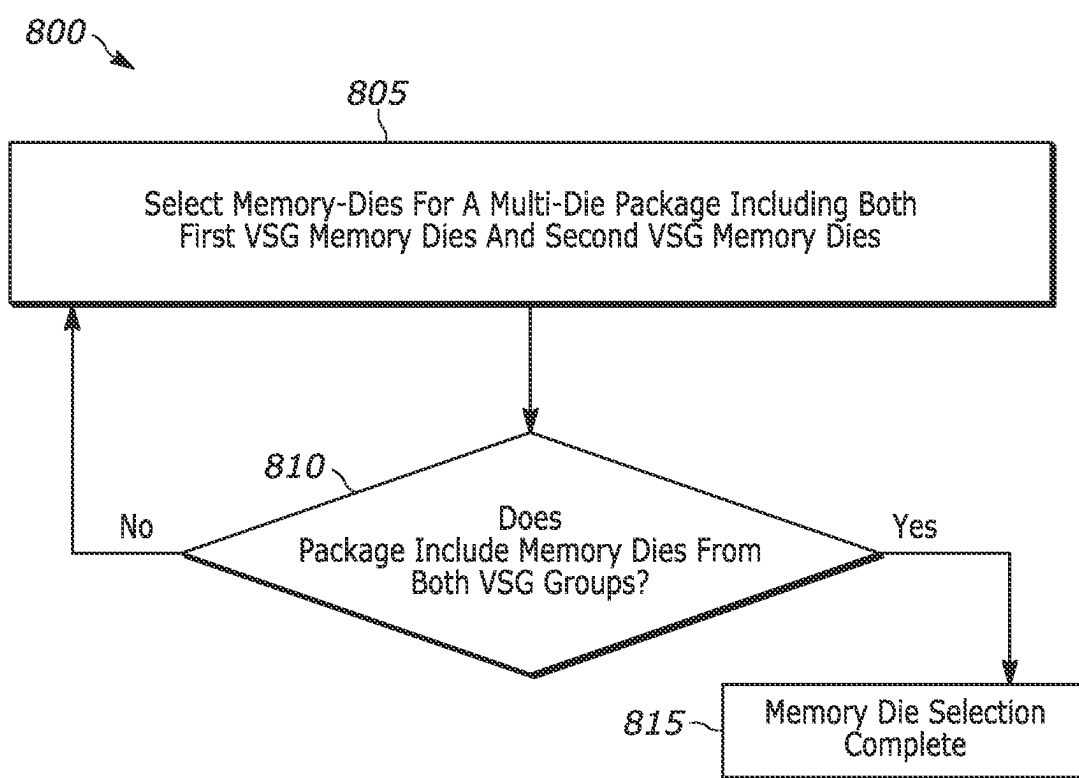 800
805
Select Memory-Dies For A Multi-Die Package Including Both
First VSG Memory Dies And Second VSG Memory Dies
810
No
Does
Package Include Memory Dies From
Both VSG Groups?
Yes
815
Memory Die Selection
Complete